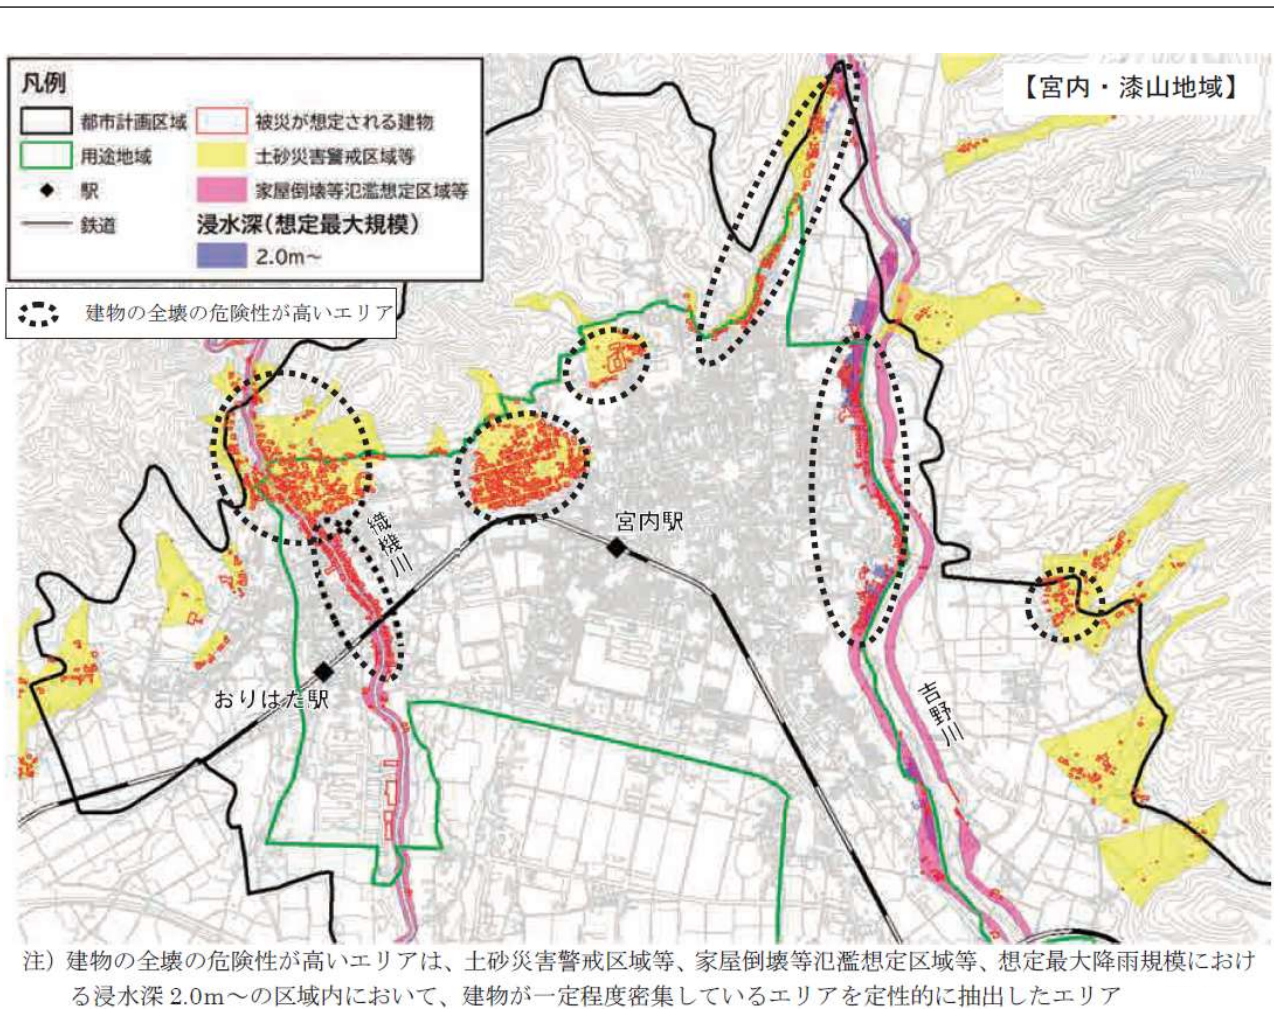 【宮内・漆山地域】
凡例
都市計画区域
被災が想定される建物
用途地域
土砂災害警戒区域等
駅
家屋倒壊等氾濫想定区域等
鉄道
浸水深(想定最大規模)
2.0m～
建物の全壊の危険性が高いエリア
織機川
宮内駅
おりはた駅
吉野川
注）建物の全壊の危険性が高いエリアは、土砂災害警戒区域等、家屋倒壊等氾濫想定区域等、想定最大降雨規模におけ
る浸水深 2.0m～の区域内において、建物が一定程度密集しているエリアを定性的に抽出したエリア